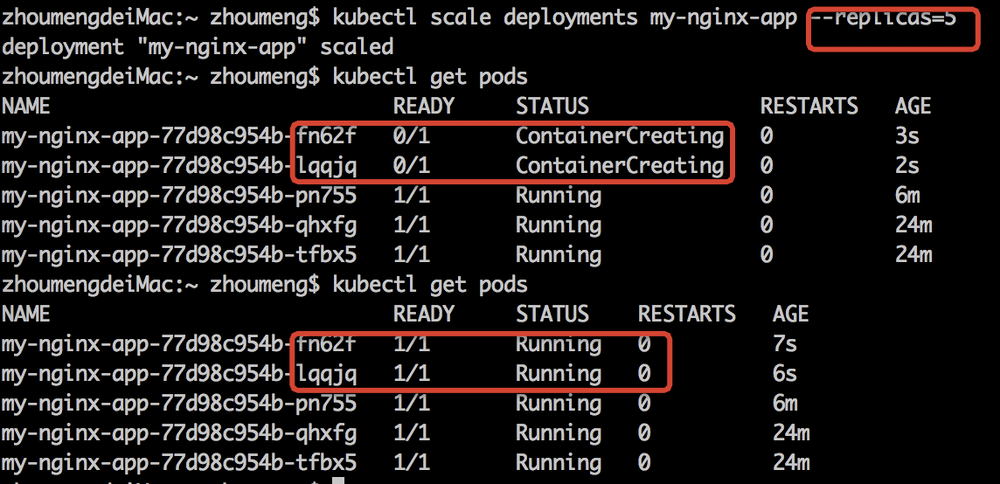 zhoumengdeiMac:~ zhoumeng$ kubectl scale deployments my-nginx-app --replicas=5
deployment "my-nginx-app" scaled
zhoumengdeiMac:~ zhoumeng$ kubectl get pods
NAME READY STATUS RESTARTS AGE
my-nginx-app-77d98c954b-fn62f 0/1 ContainerCreating 0 3s
my-nginx-app-77d98c954b-lqqjq 0/1 ContainerCreating 0 2s
my-nginx-app-77d98c954b-pn755 1/1 Running 0 6m
my-nginx-app-77d98c954b-qhxfg 1/1 Running 0 24m
my-nginx-app-77d98c954b-tfbx5 1/1 Running 0 24m
zhoumengdeiMac:~ zhoumeng$ kubectl get pods
NAME READY STATUS RESTARTS AGE
my-nginx-app-77d98c954b-fn62f 1/1 Running 0 7s
my-nginx-app-77d98c954b-lqqjq 1/1 Running 0 6s
my-nginx-app-77d98c954b-pn755 1/1 Running 0 6m
my-nginx-app-77d98c954b-qhxfg 1/1 Running 0 24m
my-nginx-app-77d98c954b-tfbx5 1/1 Running 0 24m
zhoumengdeiMac:~ zhoumeng$